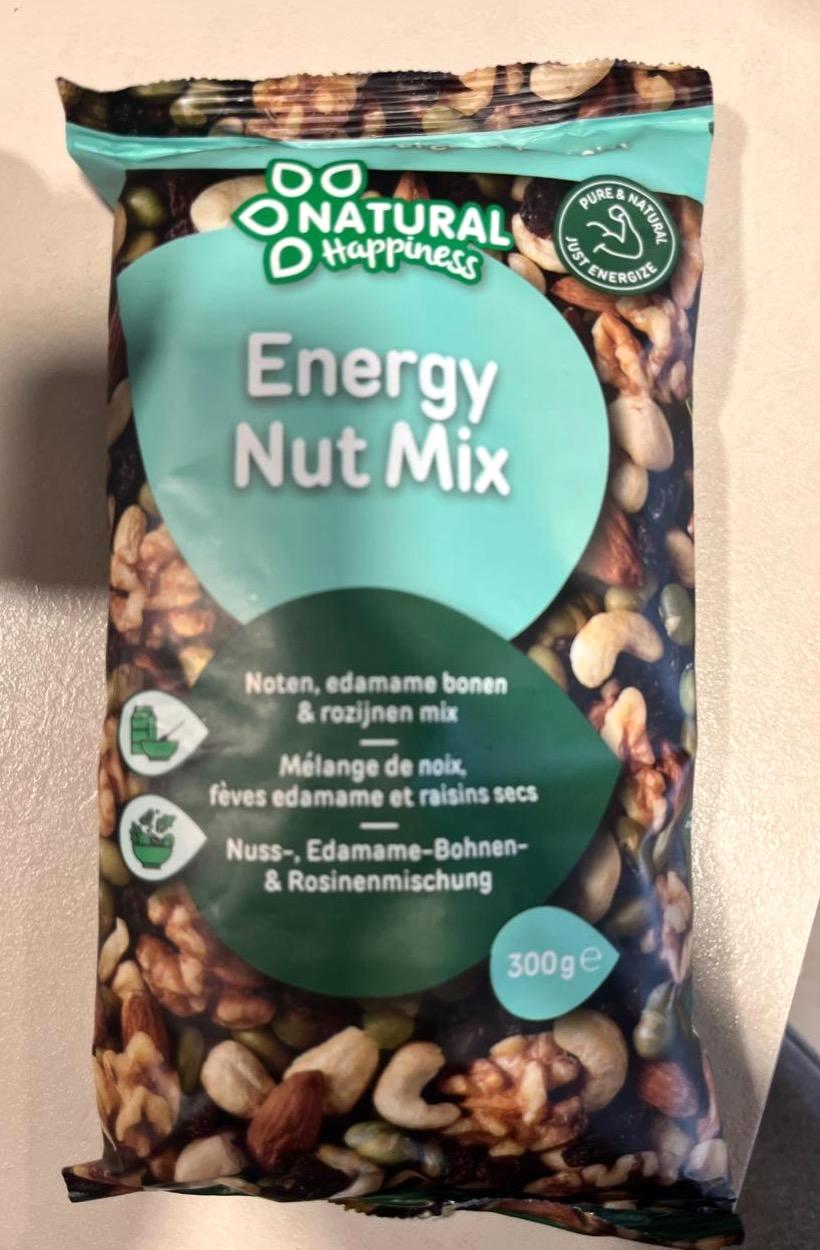 NATURAL
Happiness
PURE & NATURAL
JUST ENERGIZE
Energy
Nut Mix
Noten, edamame bonen
& rozijnen mix
Mélange de noix,
fèves edamame et raisins secs
Nuss-, Edamame-Bohnen-
& Rosinenmischung
300g℮